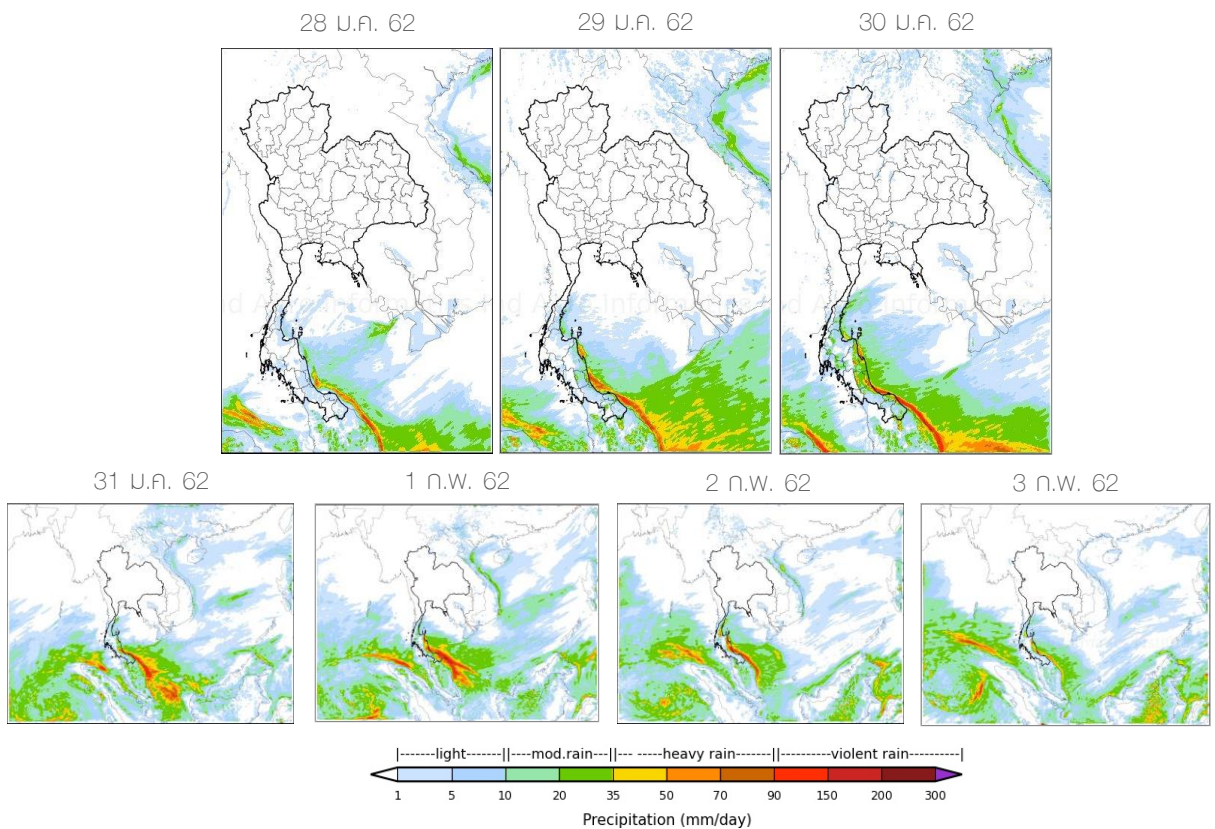 28 ม.ค. 62
29 ม.ค. 62
30 ม.ค. 62
31 ม.ค. 62
1 ก.พ. 62
2 ก.พ. 62
3 ก.พ. 62
|-------light--------||---mod.rain---||--- -----heavy rain-------||--------violent rain----------|
1 5 10 20 35 50 70 90 150 200 300
Precipitation (mm/day)